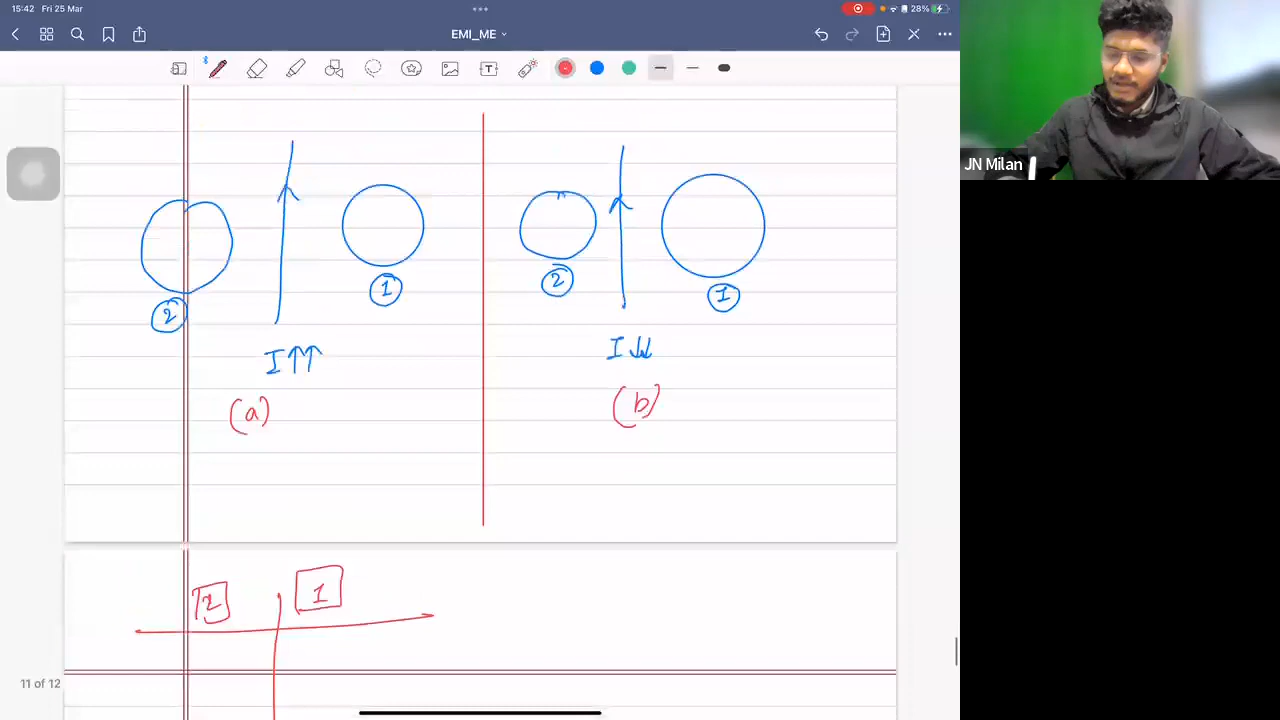 15:42 Fri 25 Mar
28%
EMI_ME
JN Milan
2
1
I↑↑
(a)
2
1
I↓↓
(b)
2
1
11 of 12